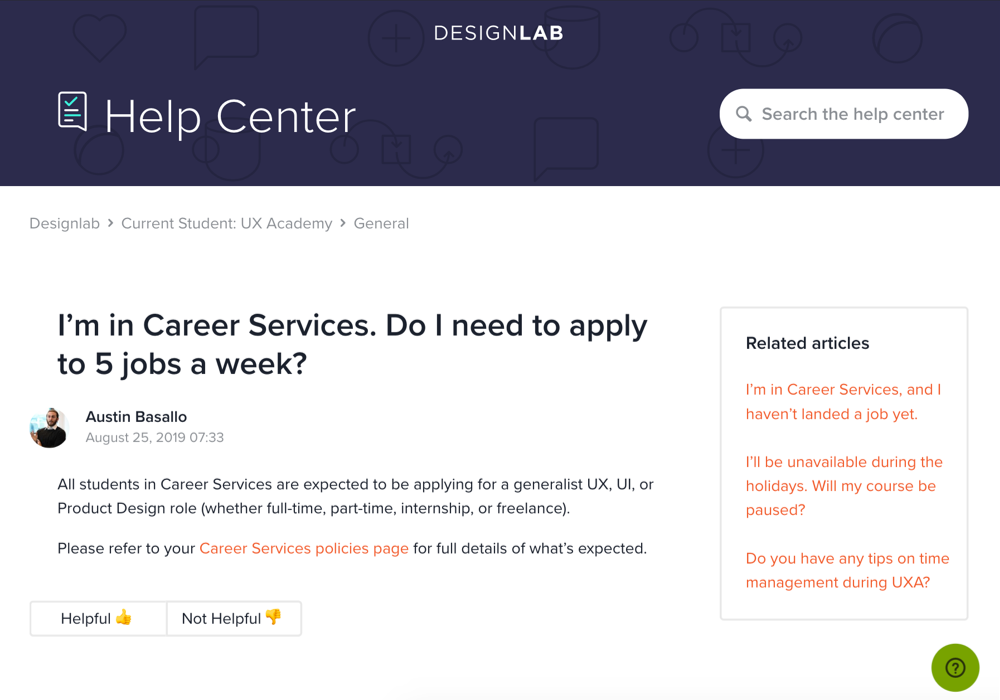 DESIGNLAB
Help Center
Search the help center
Designlab > Current Student: UX Academy > General
I’m in Career Services. Do I need to apply
to 5 jobs a week?
Austin Basallo
August 25, 2019 07:33
All students in Career Services are expected to be applying for a generalist UX, UI, or
Product Design role (whether full-time, part-time, internship, or freelance).
Please refer to your Career Services policies page for full details of what’s expected.
Helpful 👍
Not Helpful 👎
Related articles
I’m in Career Services, and I
haven’t landed a job yet.
I’ll be unavailable during the
holidays. Will my course be
paused?
Do you have any tips on time
management during UXA?
?